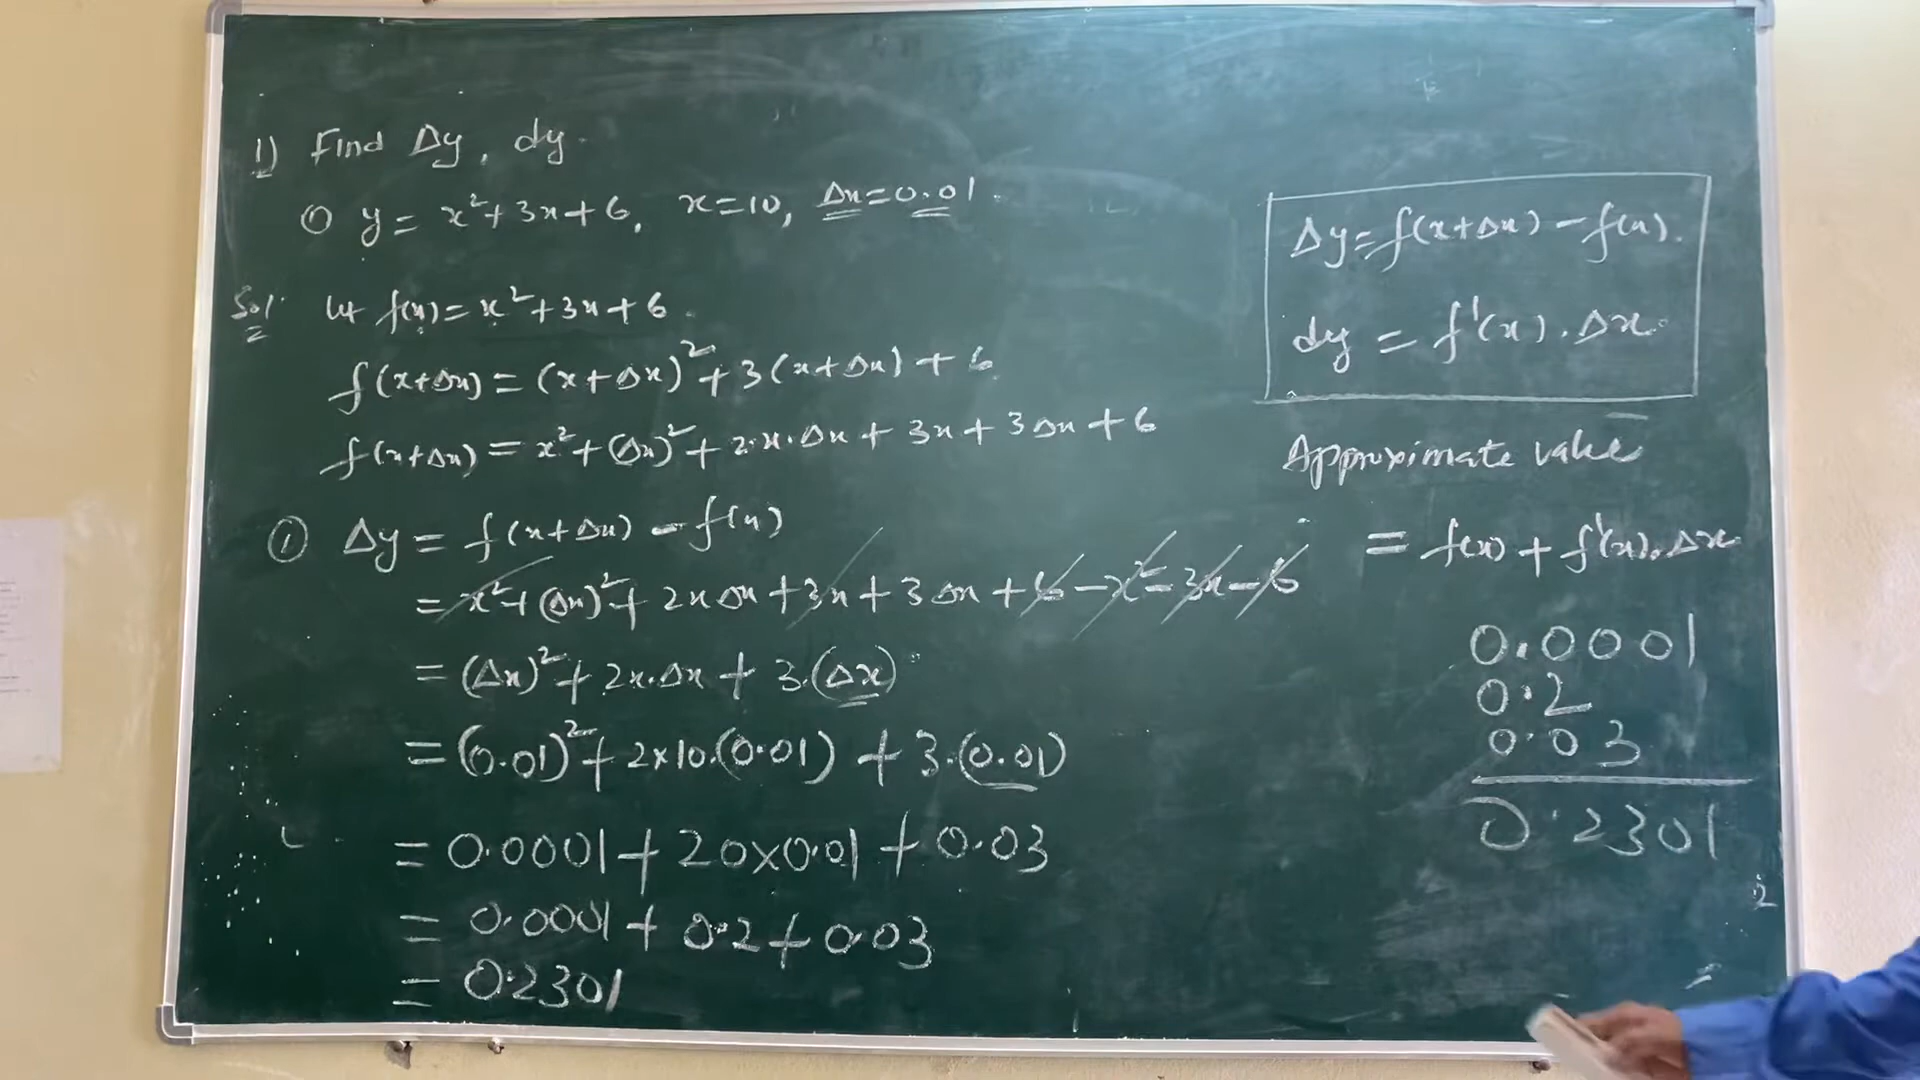 1) Find Δy, dy.
① y = x²+3x+6, x=10, Δx=0.01.
Sol: let f(x) = x²+3x+6.
f(x+Δx) = (x+Δx)²+3(x+Δx)+6
f(x+Δx) = x²+(Δx)²+2·x·Δx+3x+3Δx+6
① Δy = f(x+Δx) - f(x)
= x²+(Δx)²+2xΔx+3x+3Δx+6-x²-3x-6
= (Δx)²+2x·Δx+3·(Δx)
= (0.01)²+2×10·(0.01)+3·(0.01)
= 0.0001+20×0.01+0.03
= 0.0001+0.2+0.03
= 0.2301
Δy = f(x+Δx) - f(x).
dy = f'(x)·Δx
Approximate value
= f(x)+f'(x)·Δx
0.0001
0.2
0.03
0.2301
2